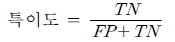 특이도 = TN / FP+TN